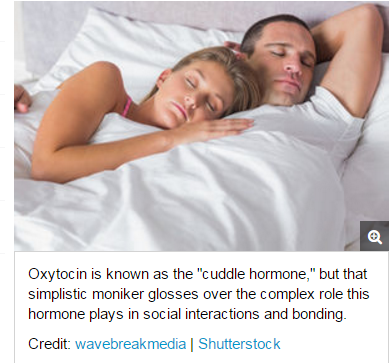 Oxytocin is known as the "cuddle hormone," but that
simplistic moniker glosses over the complex role this
hormone plays in social interactions and bonding.
Credit: wavebreakmedia | Shutterstock